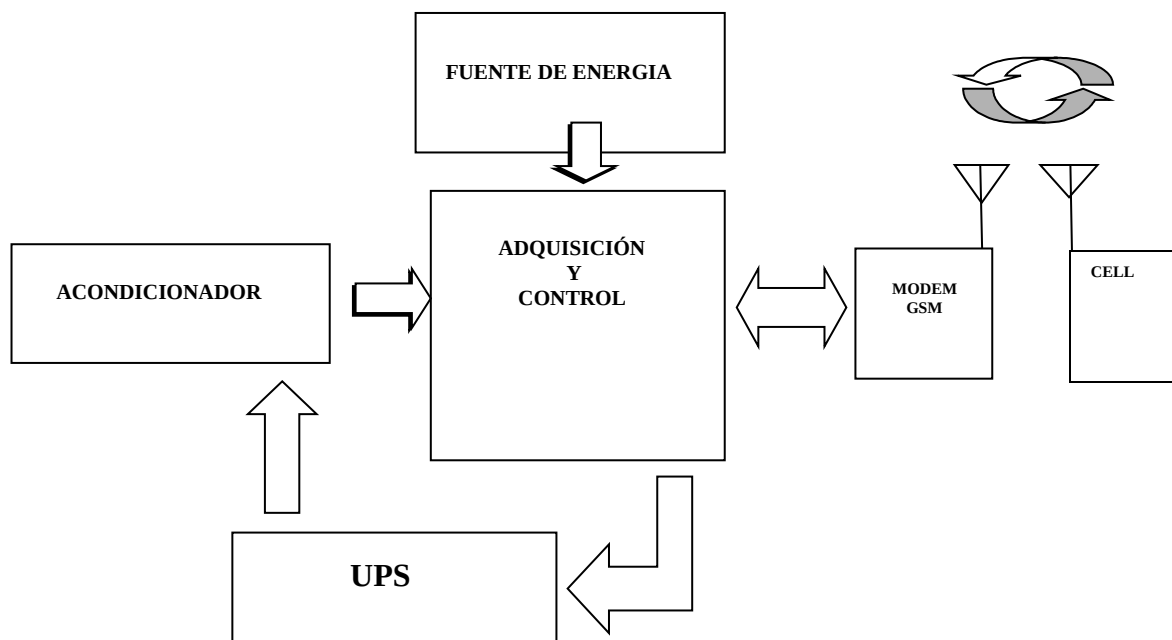 FUENTE DE ENERGIA
ADQUISICIÓN
Y
CONTROL
ACONDICIONADOR
MODEM
GSM
CELL
UPS